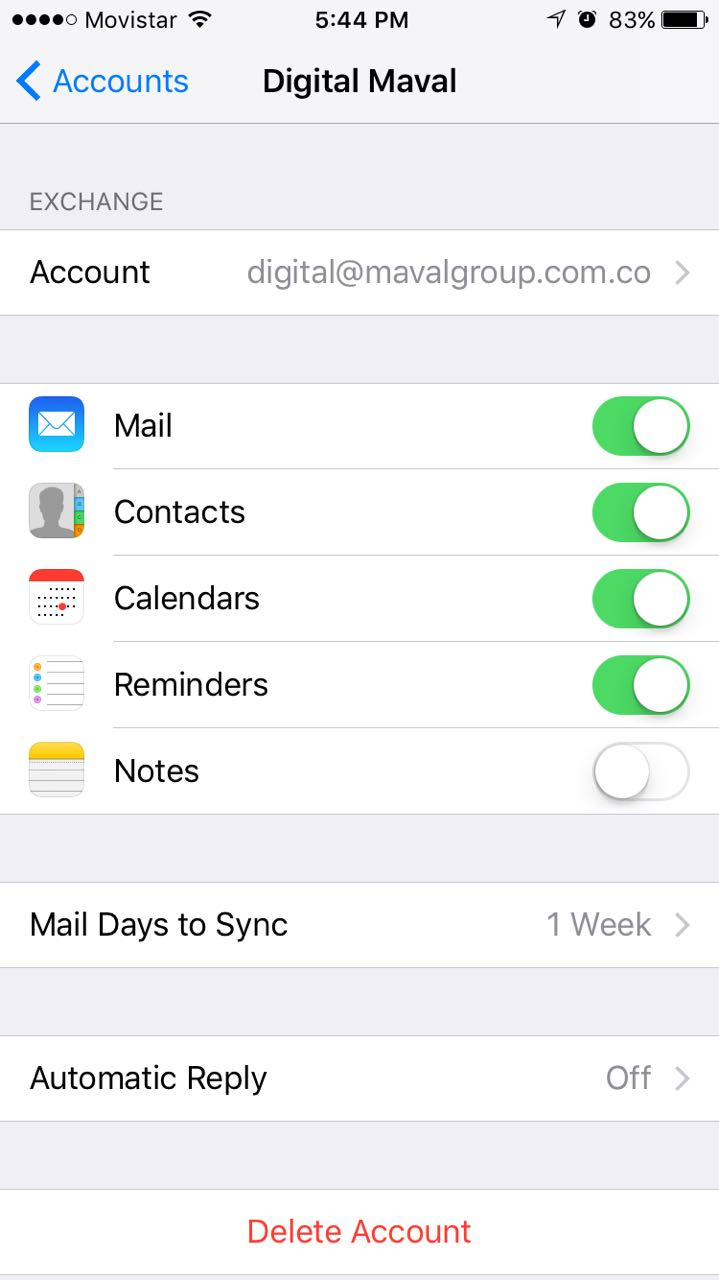 Movistar 5:44 PM 83%
Accounts Digital Maval
EXCHANGE
Account digital@mavalgroup.com.co
Mail
Contacts
Calendars
Reminders
Notes
Mail Days to Sync 1 Week
Automatic Reply Off
Delete Account